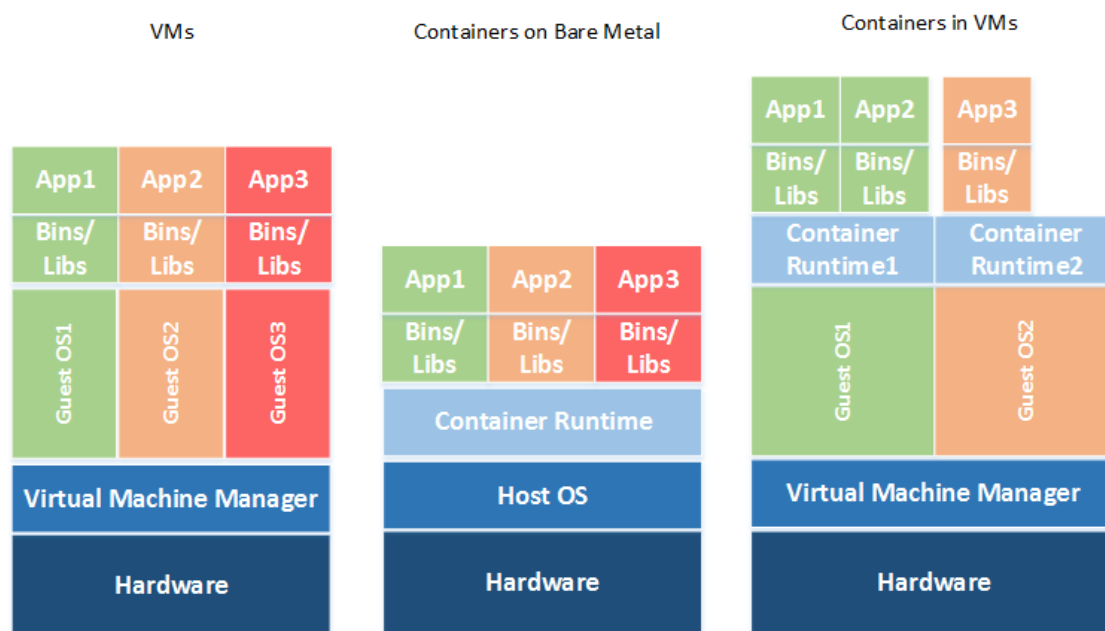 VMs
App1
App2
App3
Bins/
Libs
Bins/
Libs
Bins/
Libs
Guest OS1
Guest OS2
Guest OS3
Virtual Machine Manager
Hardware
Containers on Bare Metal
App1
App2
App3
Bins/
Libs
Bins/
Libs
Bins/
Libs
Container Runtime
Host OS
Hardware
Containers in VMs
App1
App2
App3
Bins/
Libs
Bins/
Libs
Bins/
Libs
Container
Runtime1
Container
Runtime2
Guest OS1
Guest OS2
Virtual Machine Manager
Hardware